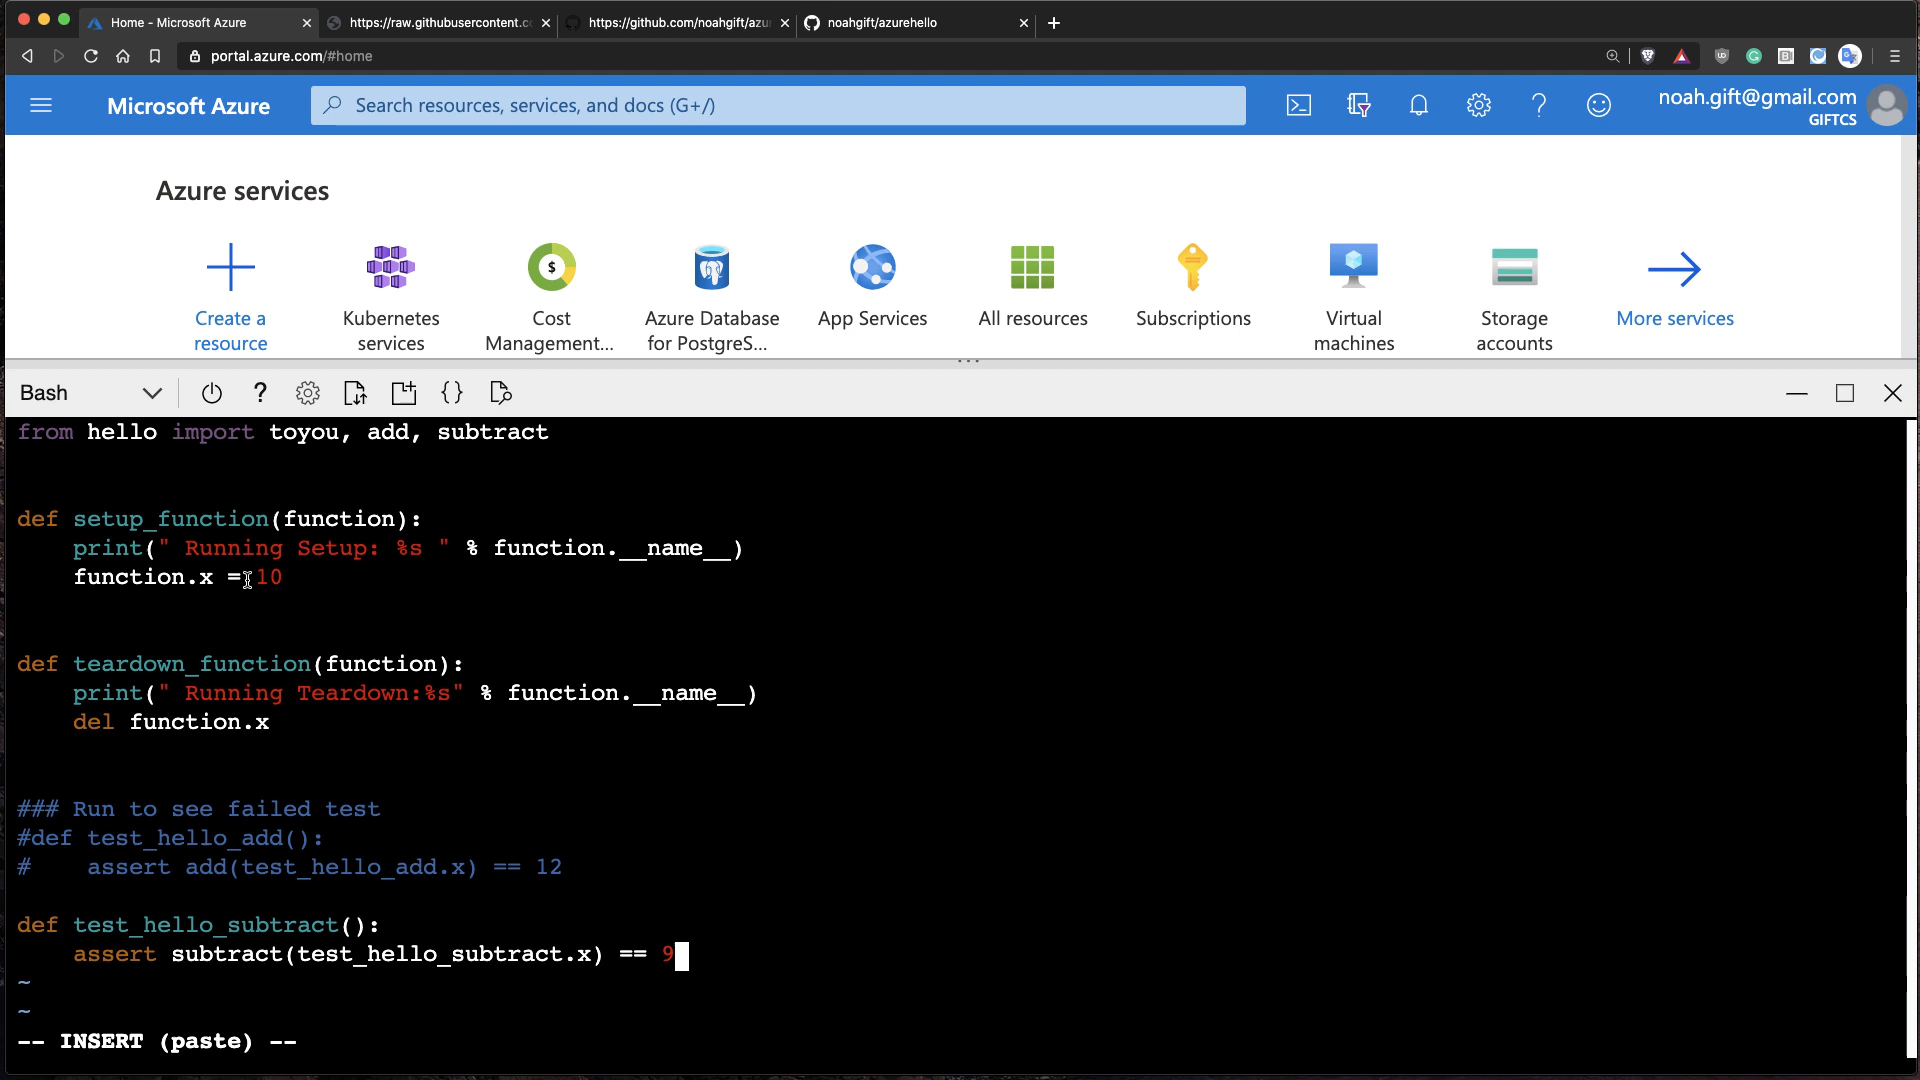 Home - Microsoft Azure
https://raw.githubusercontent.c
https://github.com/noahgift/azu
noahgift/azurehello
portal.azure.com/#home
Microsoft Azure
Search resources, services, and docs (G+/)
noah.gift@gmail.com
GIFTCS
Azure services
Create a resource
Kubernetes services
Cost Management...
Azure Database for PostgreS...
App Services
All resources
Subscriptions
Virtual machines
Storage accounts
More services
Bash
from hello import toyou, add, subtract
def setup_function(function):
    print(" Running Setup: %s " % function.__name__)
    function.x = 10
def teardown_function(function):
    print(" Running Teardown:%s" % function.__name__)
    del function.x
### Run to see failed test
#def test_hello_add():
#    assert add(test_hello_add.x) == 12
def test_hello_subtract():
    assert subtract(test_hello_subtract.x) == 9
~
~
-- INSERT (paste) --